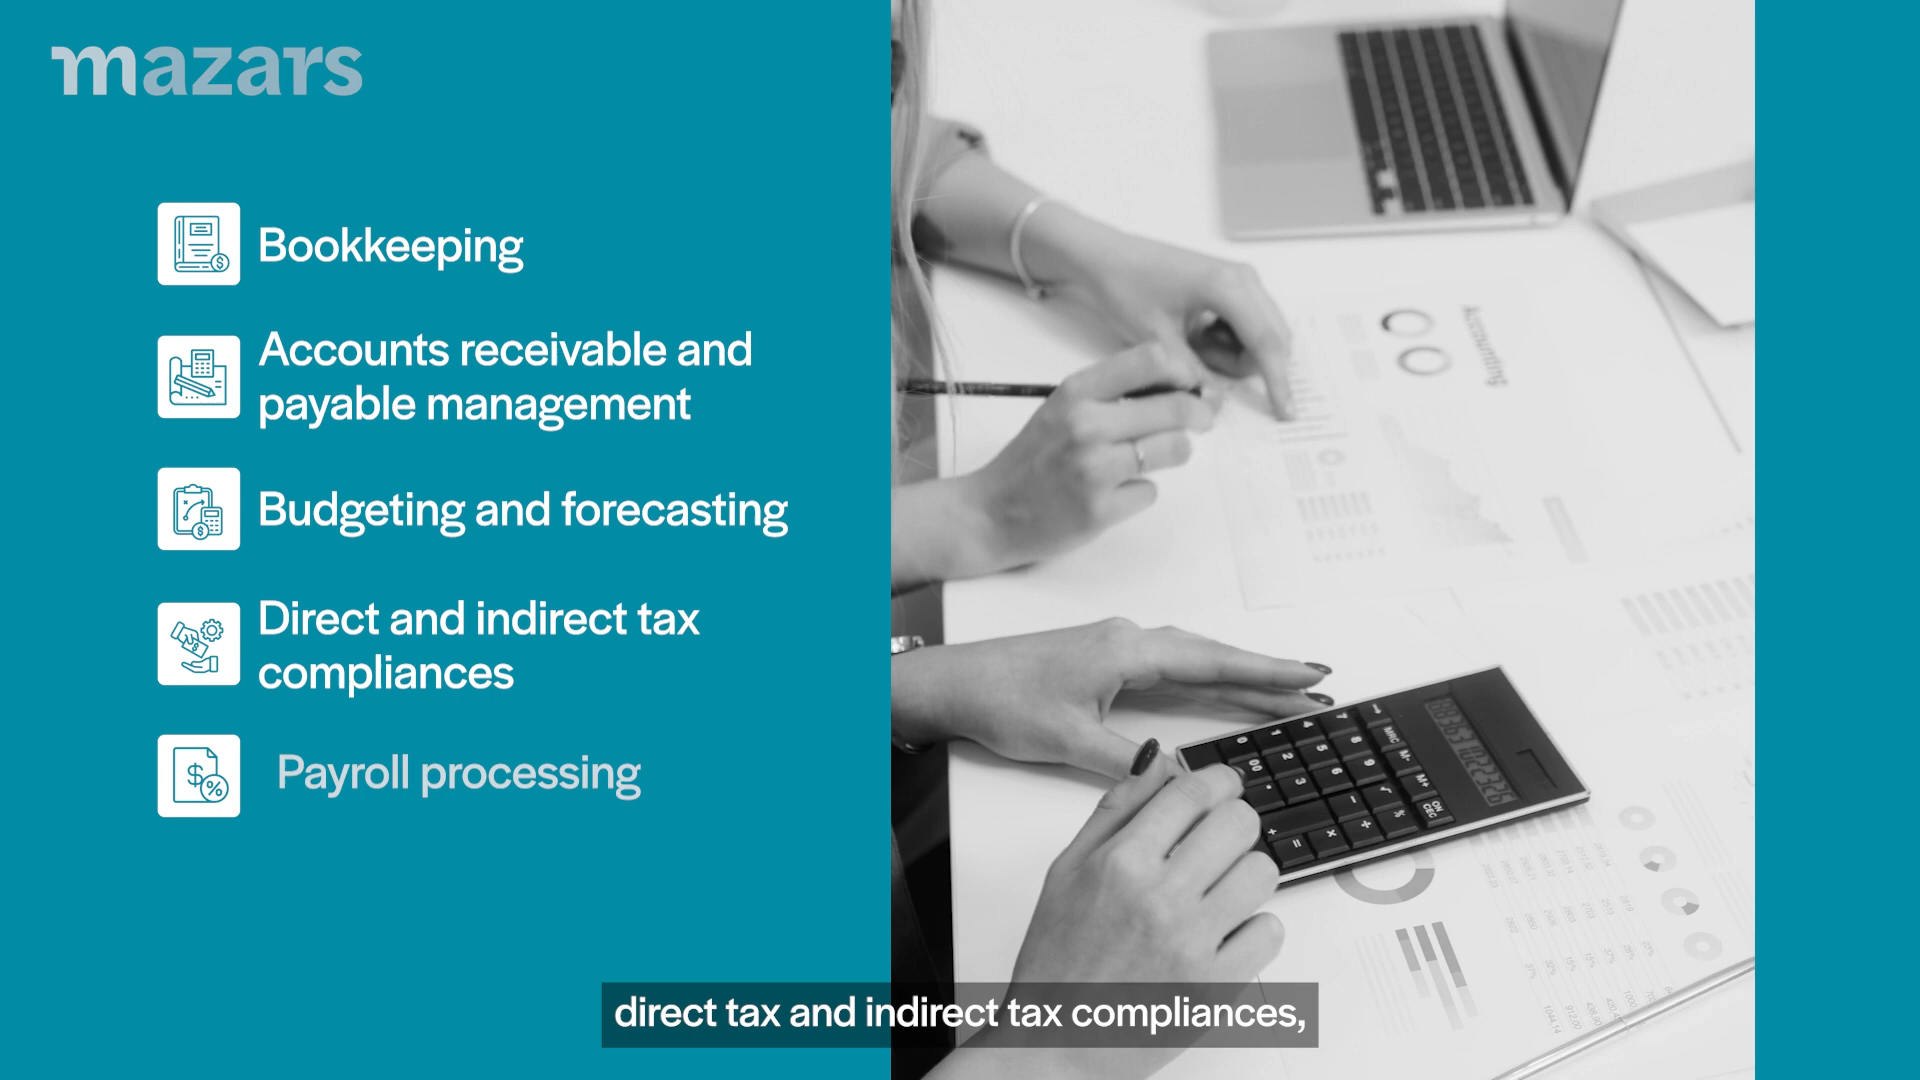 mazars
Bookkeeping
Accounts receivable and
payable management
Budgeting and forecasting
Direct and indirect tax
compliances
Payroll processing
Accounting
direct tax and indirect tax compliances,